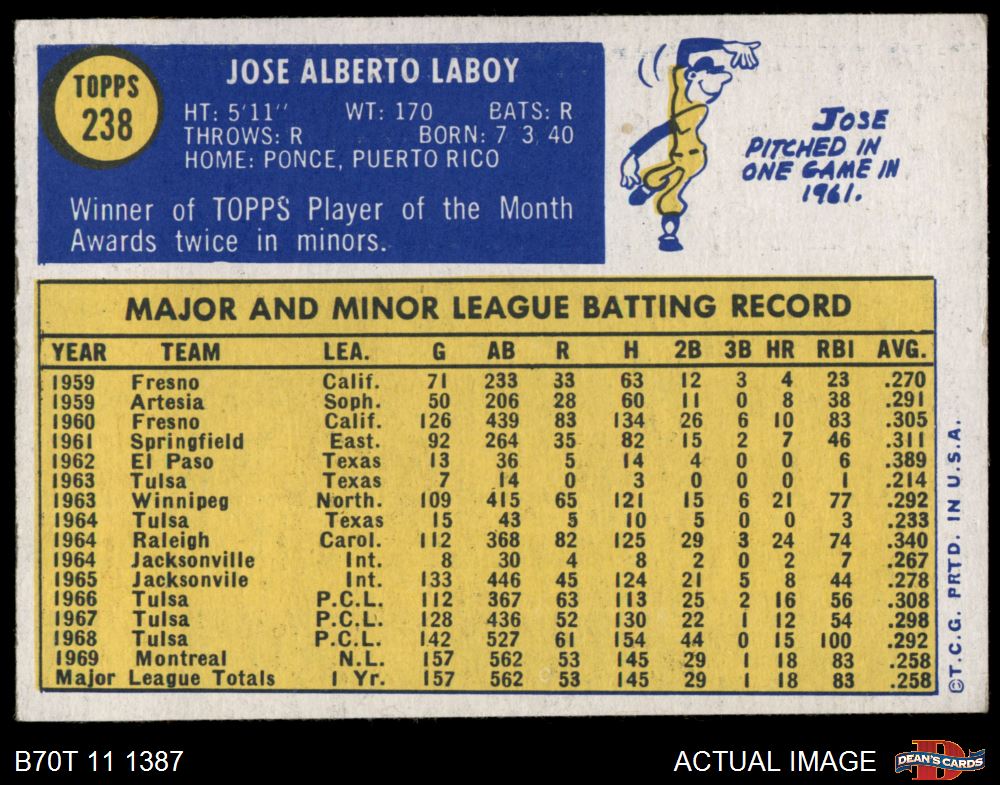 TOPPS
238
JOSE ALBERTO LABOY
HT: 5'11" WT: 170 BATS: R
THROWS: R BORN: 7 3 40
HOME: PONCE, PUERTO RICO
Winner of TOPPS Player of the Month
Awards twice in minors.
JOSE
PITCHED IN
ONE GAME IN
1961.
MAJOR AND MINOR LEAGUE BATTING RECORD
YEAR TEAM LEA. G AB R H 2B 3B HR RBI AVG.
1959 Fresno Calif. 71 233 33 63 12 3 4 23 .270
1959 Artesia Soph. 50 206 28 60 11 0 8 38 .291
1960 Fresno Calif. 126 439 83 134 26 6 10 83 .305
1961 Springfield East. 92 264 35 82 15 2 7 46 .311
1962 El Paso Texas 13 36 5 14 4 0 0 6 .389
1963 Tulsa Texas 7 14 0 3 0 0 0 1 .214
1963 Winnipeg North. 109 415 65 121 15 6 21 77 .292
1964 Tulsa Texas 15 43 5 10 5 0 0 3 .233
1964 Raleigh Carol. 112 368 82 125 29 3 24 74 .340
1964 Jacksonville Int. 8 30 4 8 2 0 2 7 .267
1965 Jacksonvile Int. 133 446 45 124 21 5 8 44 .278
1966 Tulsa P.C.L. 112 367 63 113 25 2 16 56 .308
1967 Tulsa P.C.L. 128 436 52 130 22 1 12 54 .298
1968 Tulsa P.C.L. 142 527 61 154 44 0 15 100 .292
1969 Montreal N.L. 157 562 53 145 29 1 18 83 .258
Major League Totals 1 Yr. 157 562 53 145 29 1 18 83 .258
©T.C.G. PRTD. IN U.S.A.
B70T 11 1387
ACTUAL IMAGE
D
DEAN'S CARDS